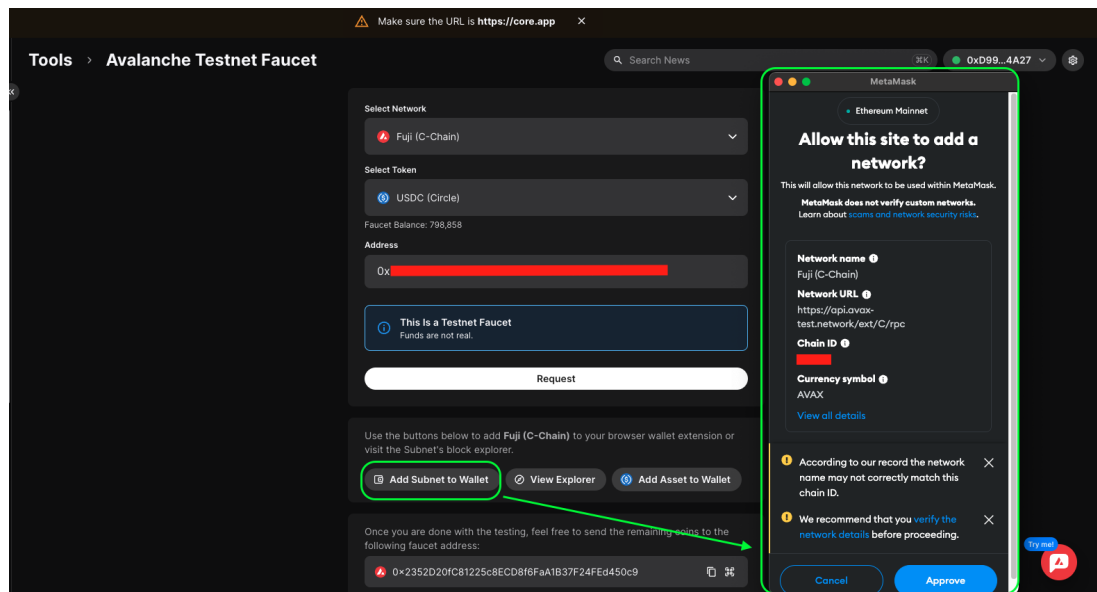 Make sure the URL is https://core.app
Tools > Avalanche Testnet Faucet
Search News
⌘K
0xD99...4A27
Select Network
Fuji (C-Chain)
Select Token
USDC (Circle)
Faucet Balance: 798,858
Address
0x
This Is a Testnet Faucet
Funds are not real.
Request
Use the buttons below to add Fuji (C-Chain) to your browser wallet extension or
visit the Subnet's block explorer.
Add Subnet to Wallet
View Explorer
Add Asset to Wallet
Once you are done with the testing, feel free to send the remaining coins to the
following faucet address:
0×2352D20fC81225c8ECD8f6FaA1B37F24FEd450c9
MetaMask
Ethereum Mainnet
Allow this site to add a
network?
This will allow this network to be used within MetaMask.
MetaMask does not verify custom networks.
Learn about scams and network security risks.
Network name
Fuji (C-Chain)
Network URL
https://api.avax-
test.network/ext/C/rpc
Chain ID
Currency symbol
AVAX
View all details
According to our record the network
name may not correctly match this
chain ID.
We recommend that you verify the
network details before proceeding.
Cancel
Approve
Try me!